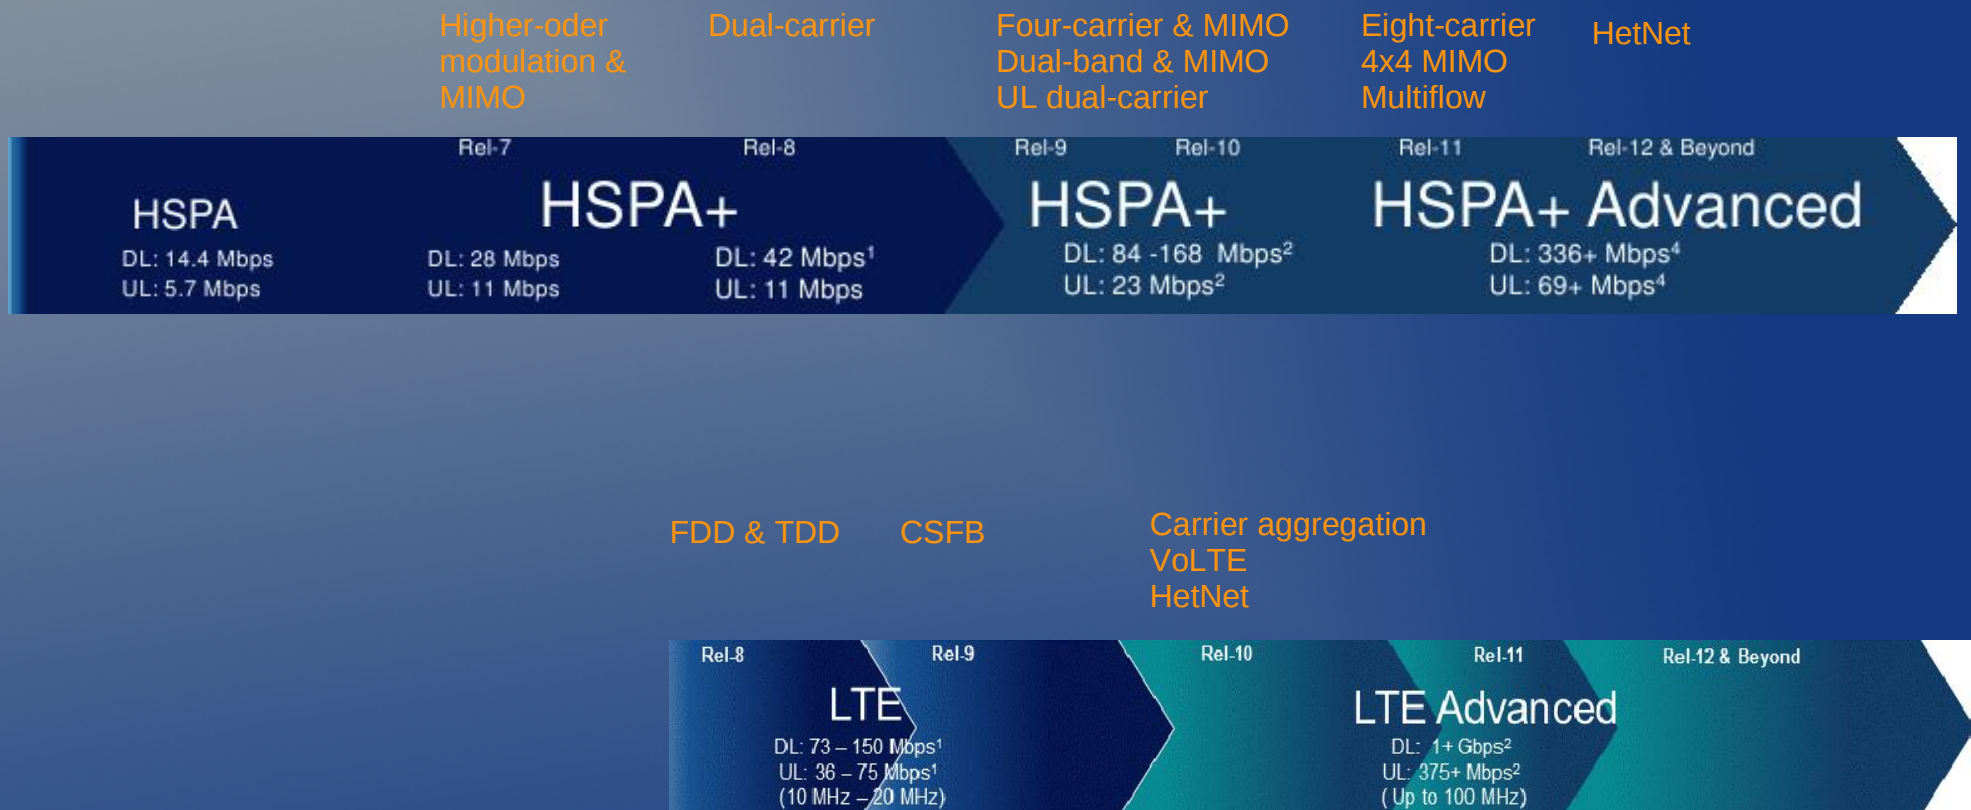 Higher-oder
modulation &
MIMO
Dual-carrier
Four-carrier & MIMO
Dual-band & MIMO
UL dual-carrier
Eight-carrier
4x4 MIMO
Multiflow
HetNet
Rel-7
Rel-8
Rel-9
Rel-10
Rel-11
Rel-12 & Beyond
HSPA
DL: 14.4 Mbps
UL: 5.7 Mbps
HSPA+
DL: 28 Mbps
UL: 11 Mbps
DL: 42 Mbps¹
UL: 11 Mbps
HSPA+
DL: 84 -168 Mbps²
UL: 23 Mbps²
HSPA+ Advanced
DL: 336+ Mbps⁴
UL: 69+ Mbps⁴
FDD & TDD
CSFB
Carrier aggregation
VoLTE
HetNet
Rel-8
Rel-9
Rel-10
Rel-11
Rel-12 & Beyond
LTE
DL: 73 – 150 Mbps¹
UL: 36 – 75 Mbps¹
(10 MHz – 20 MHz)
LTE Advanced
DL: 1+ Gbps²
UL: 375+ Mbps²
( Up to 100 MHz)